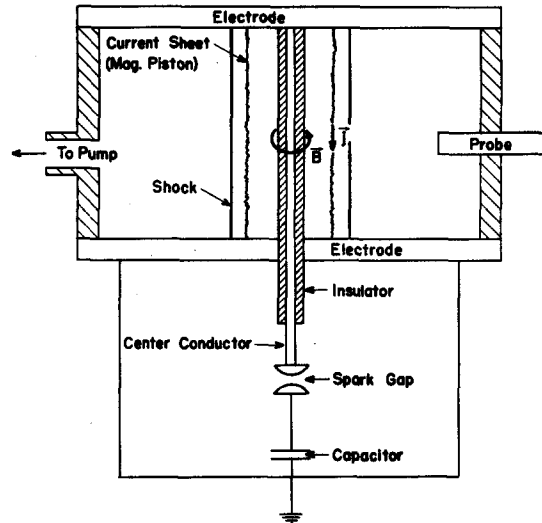 Electrode
Current Sheet
(Mag. Piston)
To Pump
B
J
Probe
Shock
Electrode
Insulator
Center Conductor
Spark Gap
Capacitor